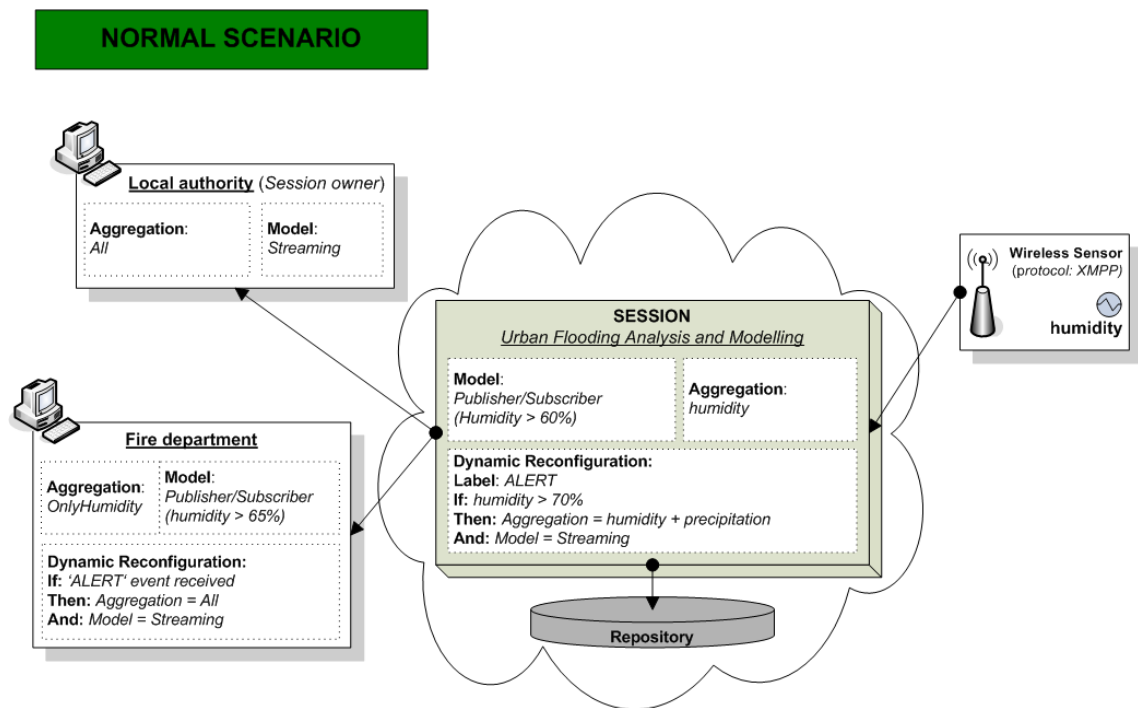 NORMAL SCENARIO
Local authority (Session owner)
Aggregation:
All
Model:
Streaming
Wireless Sensor
(protocol: XMPP)
humidity
SESSION
Urban Flooding Analysis and Modelling
Model:
Publisher/Subscriber
(Humidity > 60%)
Aggregation:
humidity
Dynamic Reconfiguration:
Label: ALERT
If: humidity > 70%
Then: Aggregation = humidity + precipitation
And: Model = Streaming
Fire department
Aggregation:
OnlyHumidity
Model:
Publisher/Subscriber
(humidity > 65%)
Dynamic Reconfiguration:
If: ‘ALERT‘ event received
Then: Aggregation = All
And: Model = Streaming
Repository